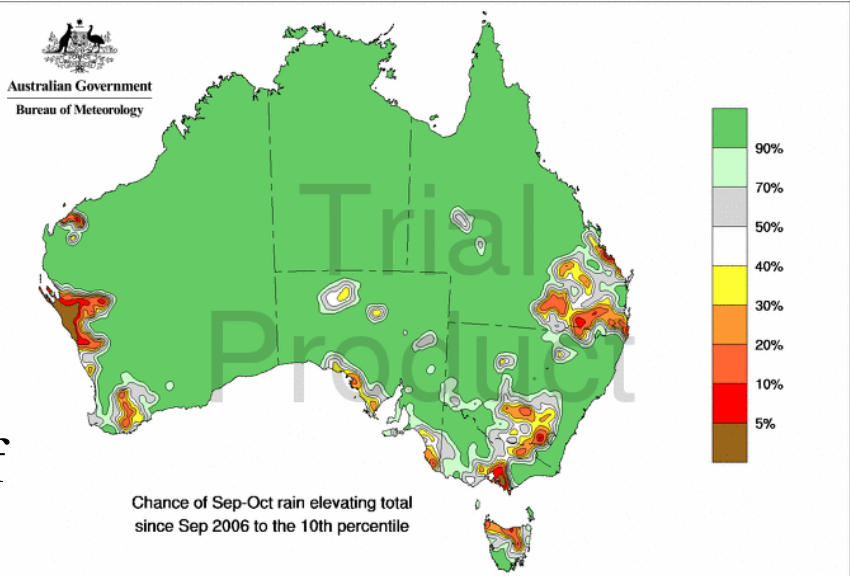 Australian Government
Bureau of Meteorology
Trial
Product
90%
70%
50%
40%
30%
20%
10%
5%
f
Chance of Sep-Oct rain elevating total
since Sep 2006 to the 10th percentile